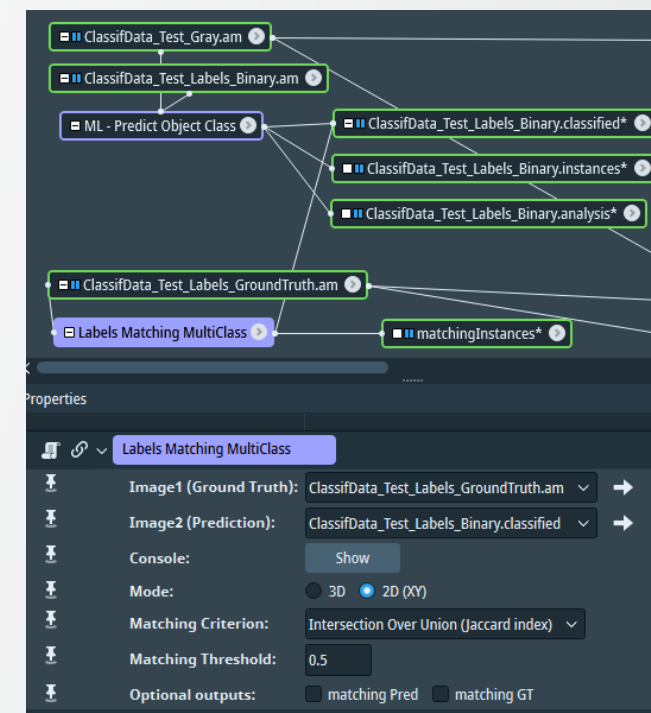 ClassifData_Test_Gray.am
ClassifData_Test_Labels_Binary.am
ML - Predict Object Class
ClassifData_Test_Labels_Binary.classified*
ClassifData_Test_Labels_Binary.instances*
ClassifData_Test_Labels_Binary.analysis*
ClassifData_Test_Labels_GroundTruth.am
Labels Matching MultiClass
matchingInstances*
Properties
Labels Matching MultiClass
Image1 (Ground Truth): ClassifData_Test_Labels_GroundTruth.am
Image2 (Prediction): ClassifData_Test_Labels_Binary.classified
Console: Show
Mode: 3D 2D (XY)
Matching Criterion: Intersection Over Union (Jaccard index)
Matching Threshold: 0.5
Optional outputs: matching Pred matching GT